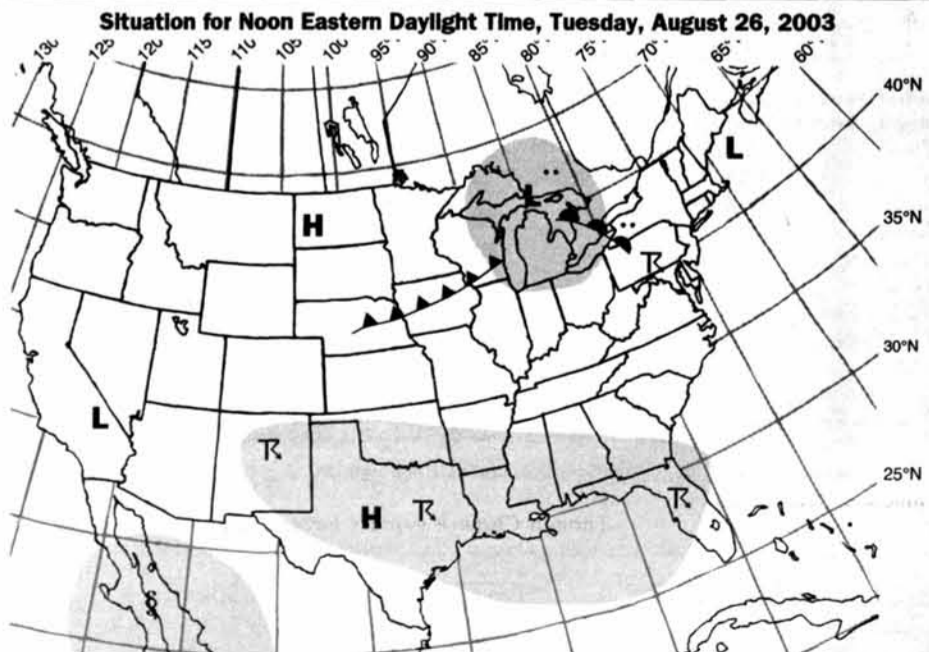 Situation for Noon Eastern Daylight Time, Tuesday, August 26, 2003
130 125 120 115 110 105 100 95° 90° 85° 80° 75° 70° 65° 60°
40°N
L
L
35°N
H
30°N
L
25°N
H